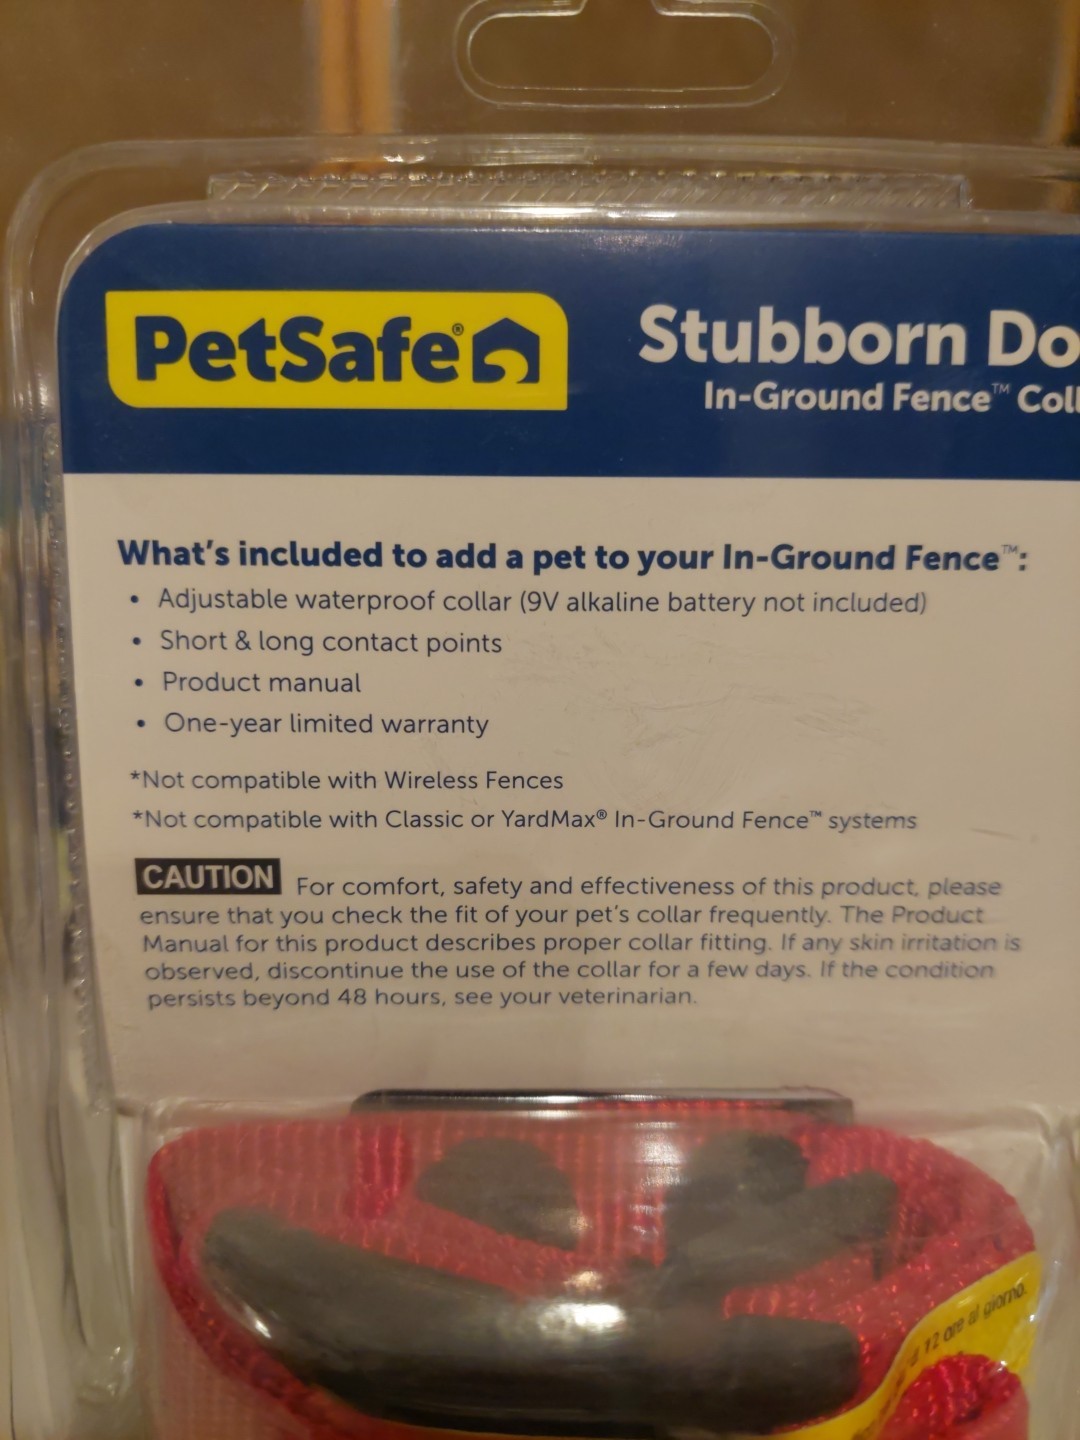 PetSafe®
Stubborn Do
In-Ground Fence™ Coll
What's included to add a pet to your In-Ground Fence™:
• Adjustable waterproof collar (9V alkaline battery not included)
• Short & long contact points
• Product manual
• One-year limited warranty
*Not compatible with Wireless Fences
*Not compatible with Classic or YardMax® In-Ground Fence™ systems
CAUTION For comfort, safety and effectiveness of this product, please
ensure that you check the fit of your pet's collar frequently. The Product
Manual for this product describes proper collar fitting. If any skin irritation is
observed, discontinue the use of the collar for a few days. If the condition
persists beyond 48 hours, see your veterinarian.
12 ore al giorno.